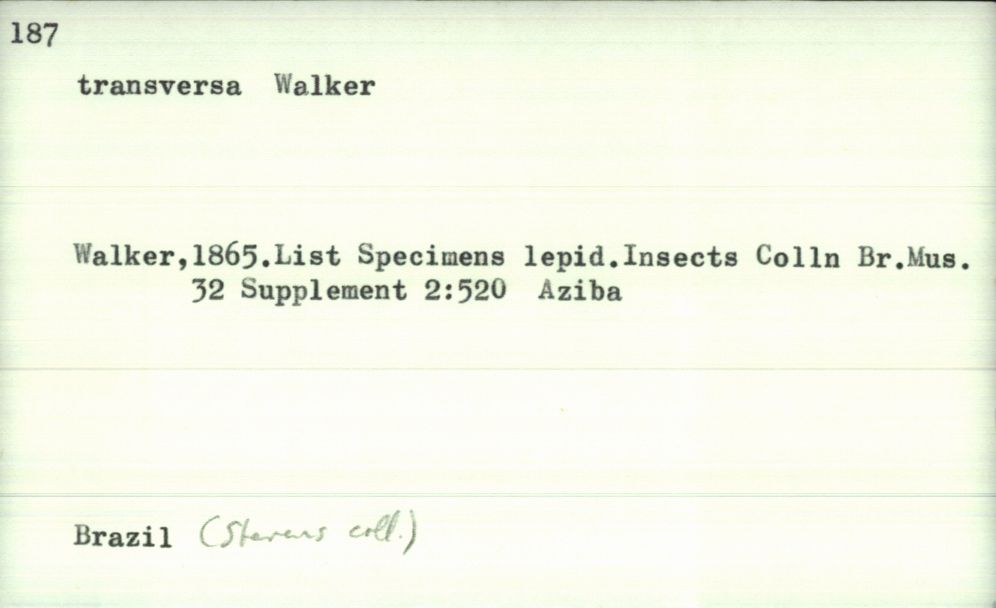 187
transversa Walker
Walker,1865.List Specimens lepid.Insects Colln Br.Mus.
32 Supplement 2:520 Aziba
Brazil (Stevens coll.)